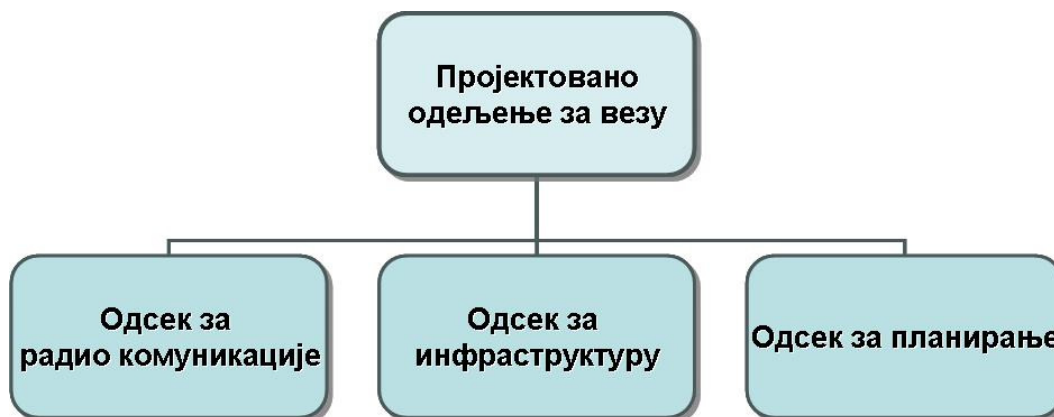 Пројектовано
одељење за везу
Одсек за
радио комуникације
Одсек за
инфраструктуру
Одсек за планирање